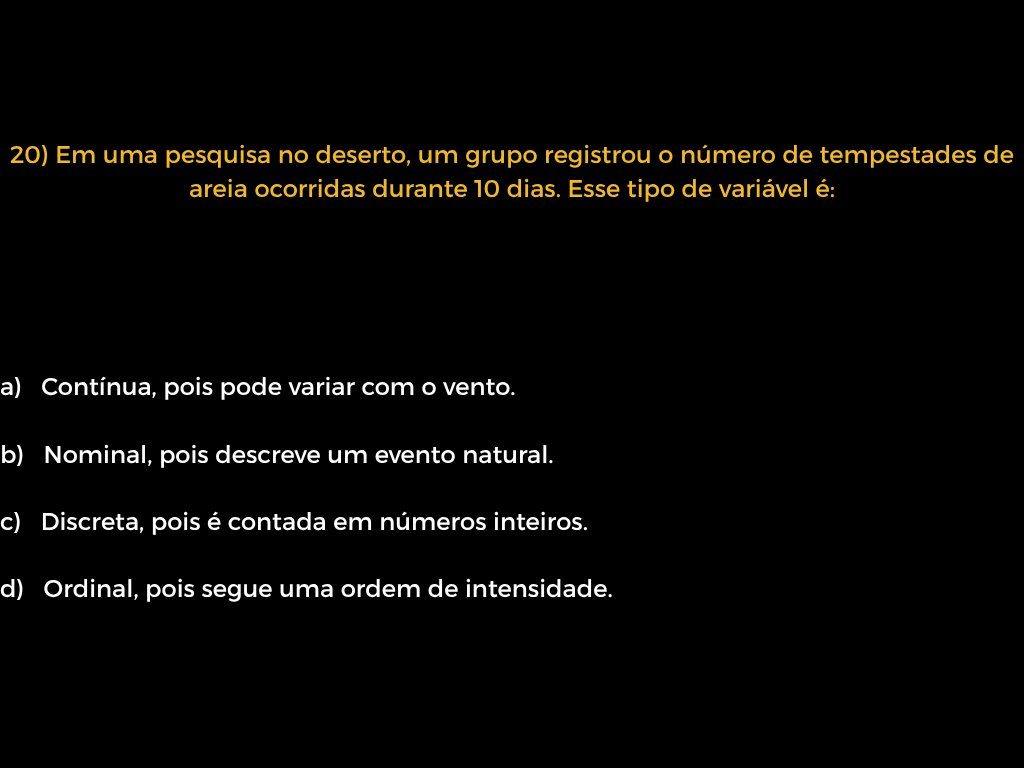 20) Em uma pesquisa no deserto, um grupo registrou o número de tempestades de
areia ocorridas durante 10 dias. Esse tipo de variável é:
a) Contínua, pois pode variar com o vento.
b) Nominal, pois descreve um evento natural.
c) Discreta, pois é contada em números inteiros.
d) Ordinal, pois segue uma ordem de intensidade.